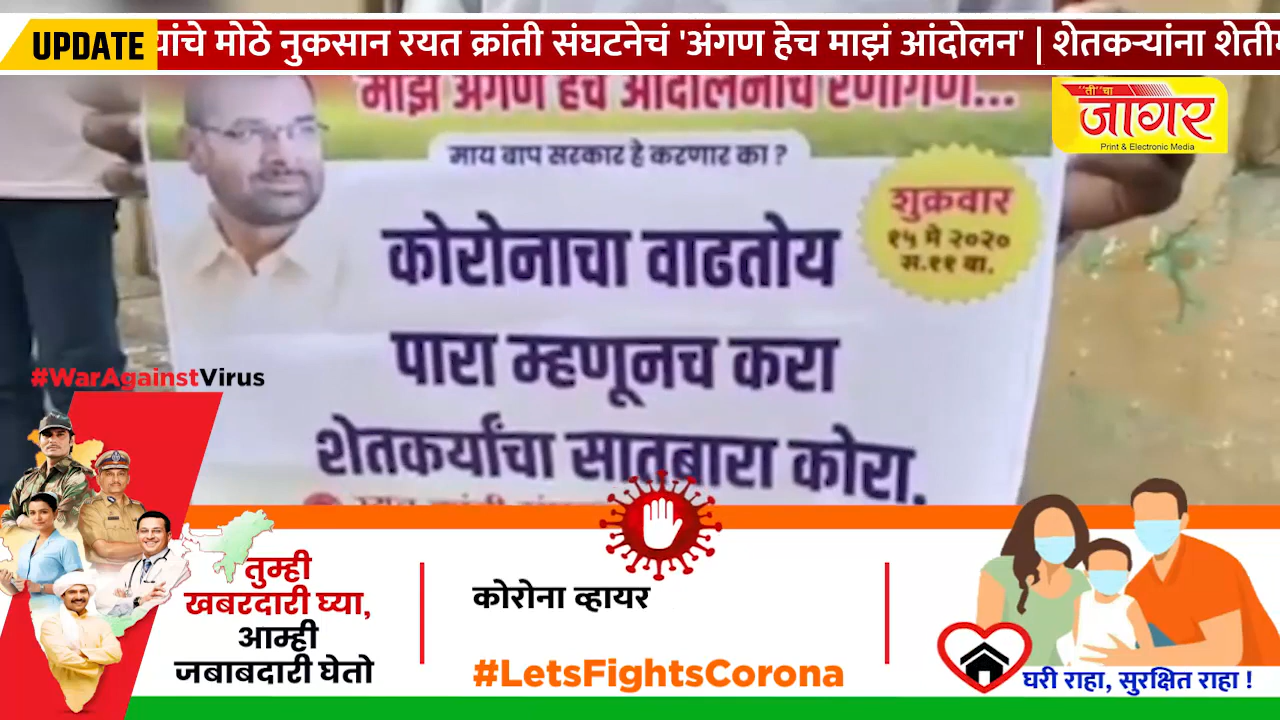 UPDATE
यांचे मोठे नुकसान रयत क्रांती संघटनेचं 'अंगण हेच माझं आंदोलन' | शेतकऱ्यांना शेती
"ती"चा
जागर
Print & Electronic Media
माझं अंगण हेच आंदोलनाचे रणांगण...
माय बाप सरकार हे करणार का ?
शुक्रवार
१५ मे २०२०
स.११ वा.
कोरोनाचा वाढतोय
पारा म्हणूनच करा
शेतकर्यांचा सातबारा कोरा.
#WarAgainstVirus
तुम्ही
खबरदारी घ्या,
आम्ही
जबाबदारी घेतो
कोरोना व्हायर
#LetsFightsCorona
घरी राहा, सुरक्षित राहा !